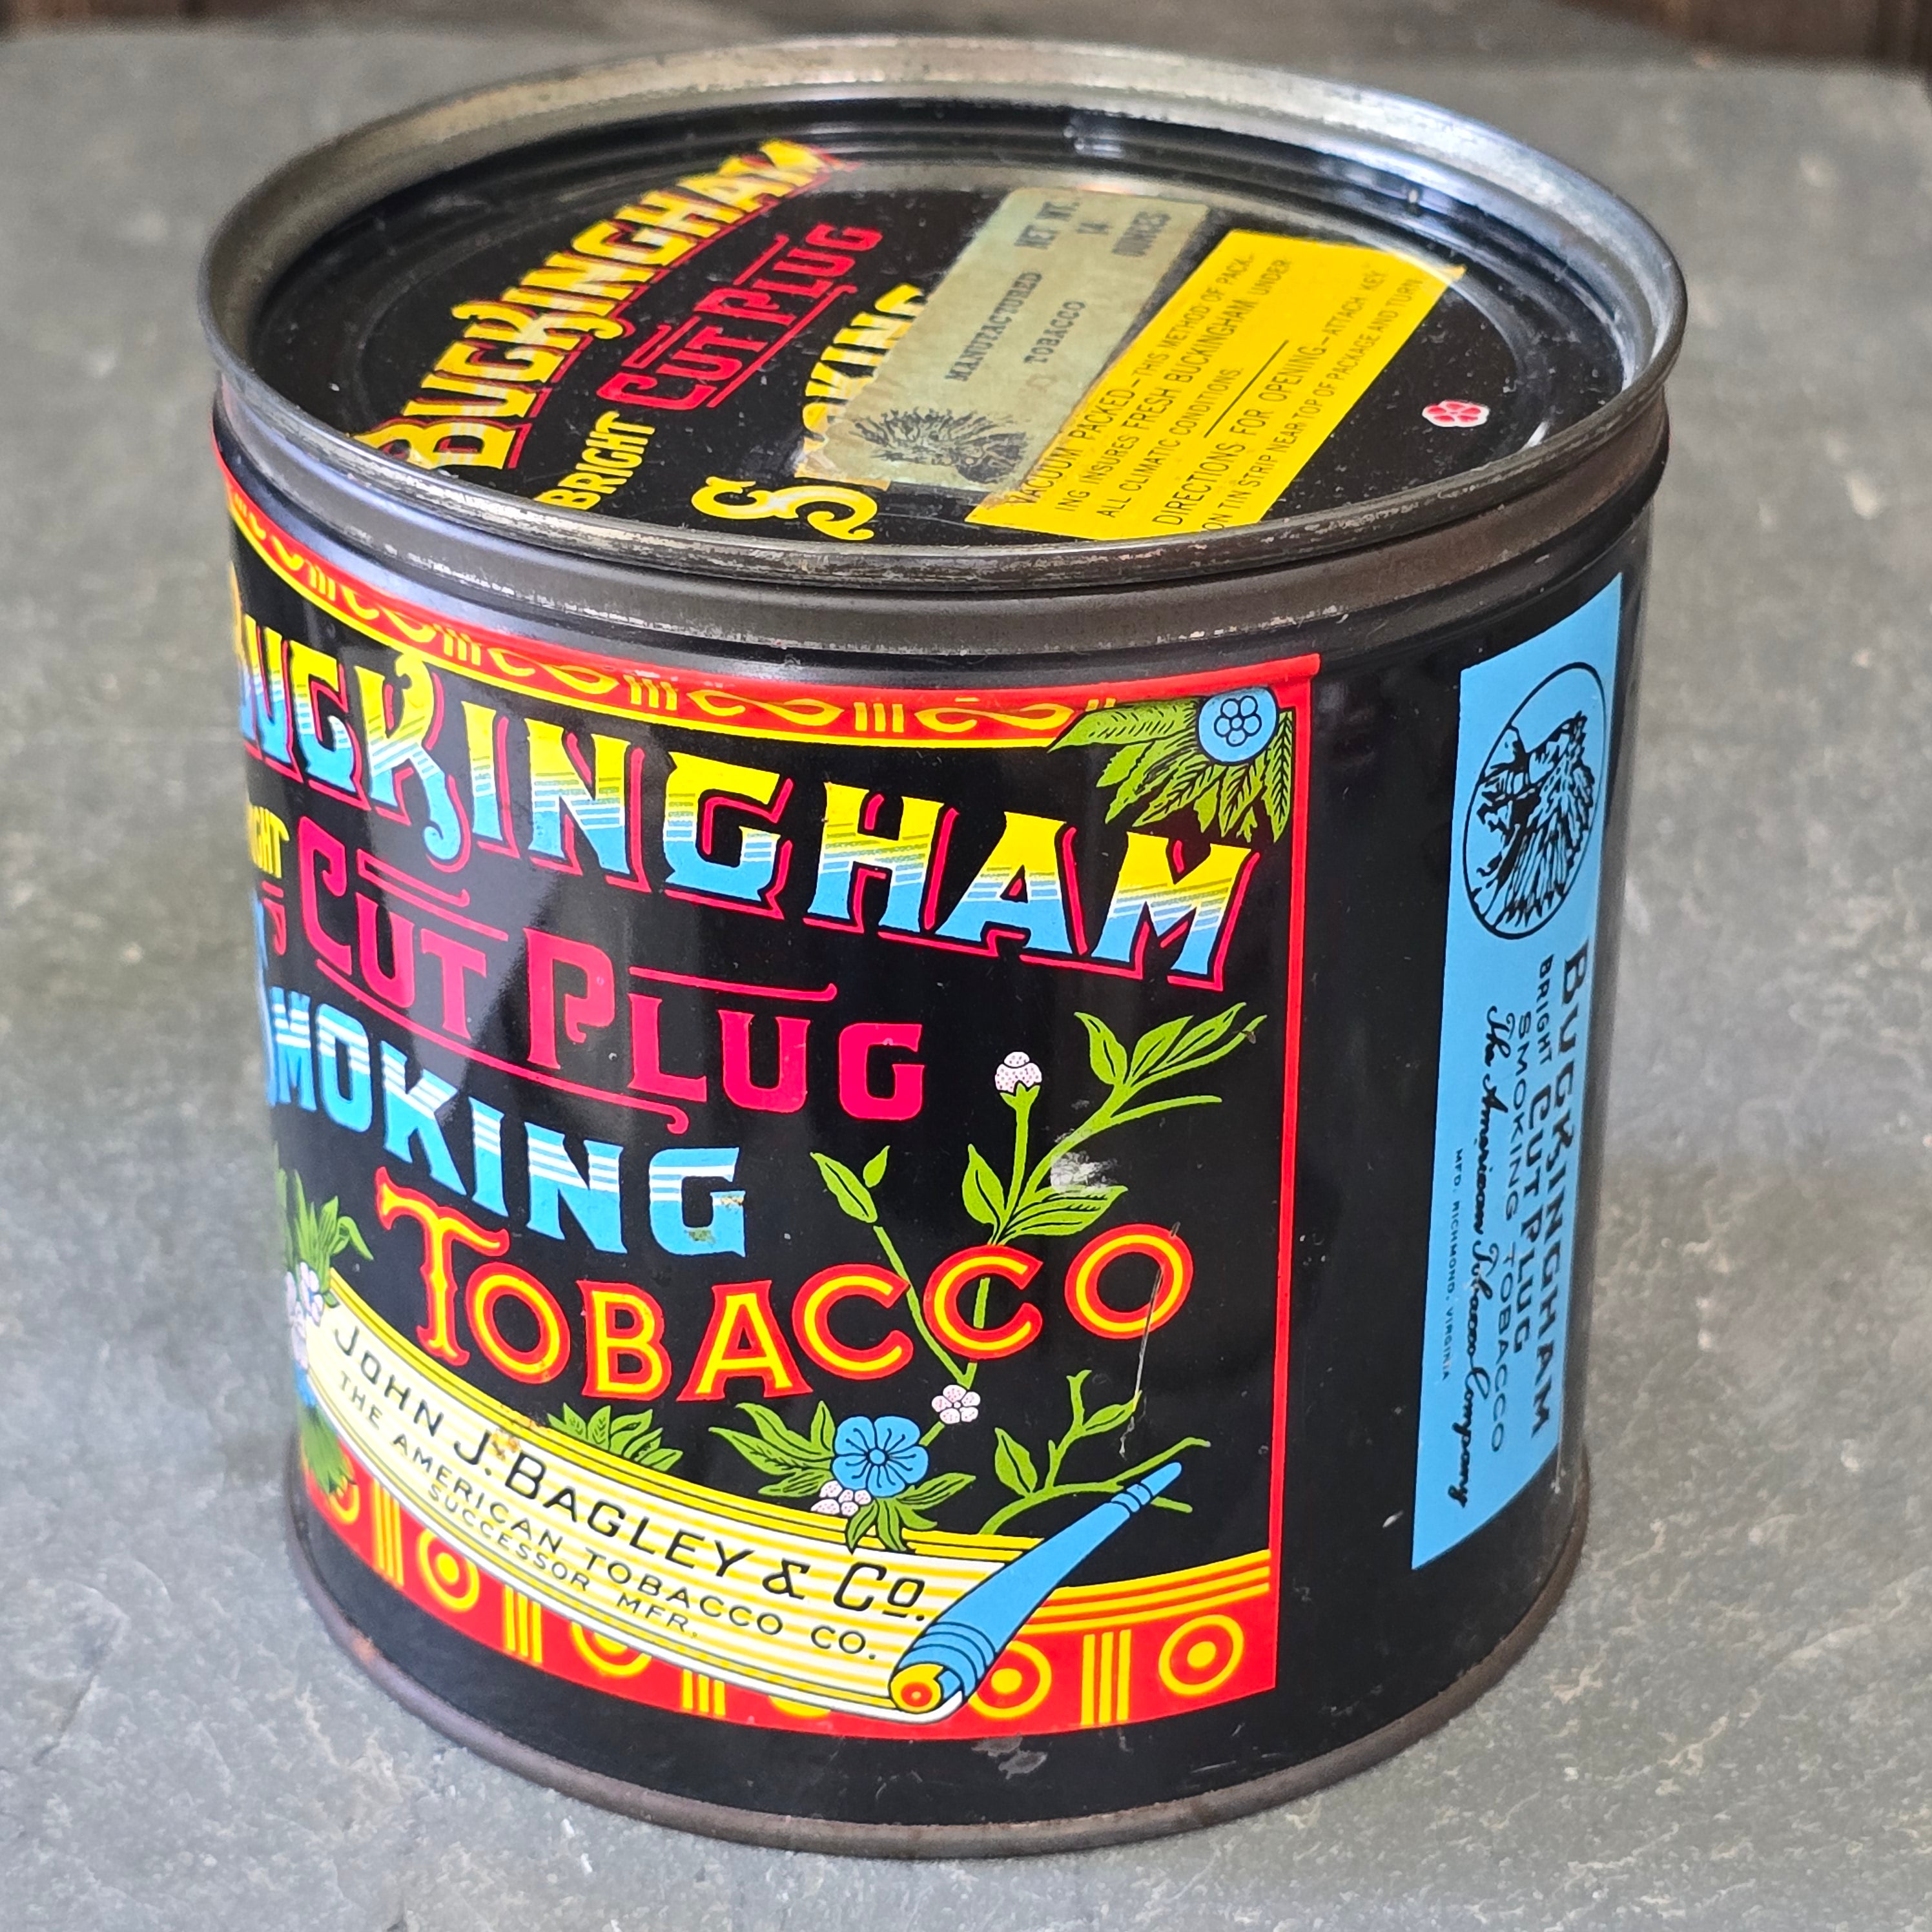 BUCKINGHAM
BRIGHT CUT PLUG
SMOKING
MANUFACTURED TOBACCO
NET WT. 14 OUNCES
VACUUM PACKED-THIS METHOD OF PACK-
ING INSURES FRESH BUCKINGHAM UNDER
ALL CLIMATIC CONDITIONS.
DIRECTIONS FOR OPENING-ATTACH KEY
ON TIN STRIP NEAR TOP OF PACKAGE AND TURN
BUCKINGHAM
CUT PLUG
SMOKING
TOBACCO
JOHN J. BAGLEY & Co.
THE AMERICAN TOBACCO CO.
SUCCESSOR MFR.
BUCKINGHAM
BRIGHT CUT PLUG
SMOKING TOBACCO
The American Tobacco Company
MFD. RICHMOND, VIRGINIA